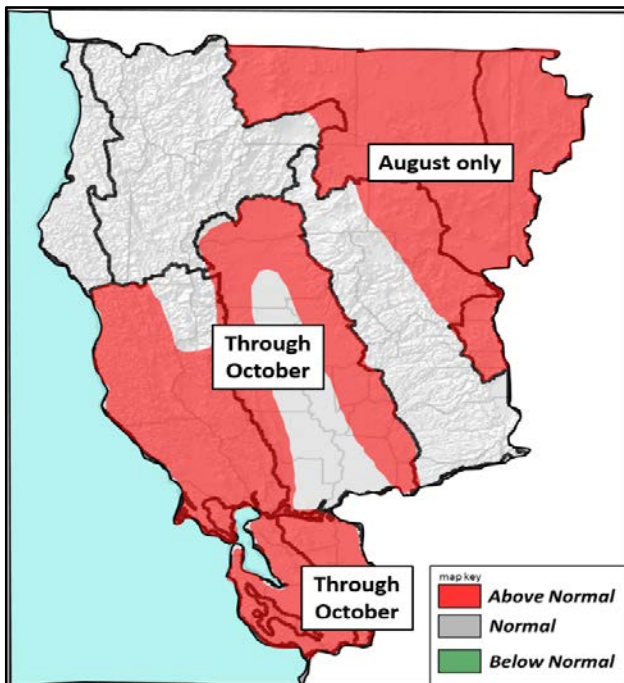 August only
Through
October
Through
October
map key
Above Normal
Normal
Below Normal